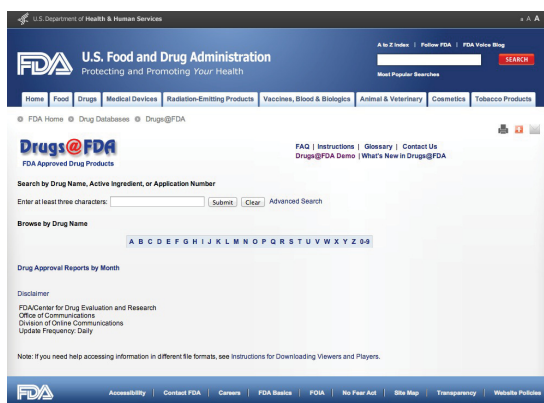 U.S. Department of Health & Human Services
a A A
A to Z Index | Follow FDA | FDA Voice Blog
FDA U.S. Food and Drug Administration
Protecting and Promoting Your Health
SEARCH
Most Popular Searches
Home Food Drugs Medical Devices Radiation-Emitting Products Vaccines, Blood & Biologics Animal & Veterinary Cosmetics Tobacco Products
FDA Home Drug Databases Drugs@FDA
Drugs@FDA
FDA Approved Drug Products
FAQ | Instructions | Glossary | Contact Us
Drugs@FDA Demo | What's New in Drugs@FDA
Search by Drug Name, Active Ingredient, or Application Number
Enter at least three characters: Submit Clear Advanced Search
Browse by Drug Name
A B C D E F G H I J K L M N O P Q R S T U V W X Y Z 0-9
Drug Approval Reports by Month
Disclaimer
FDA/Center for Drug Evaluation and Research
Office of Communications
Division of Online Communications
Update Frequency: Daily
Note: If you need help accessing information in different file formats, see Instructions for Downloading Viewers and Players.
FDA Accessibility Contact FDA Careers FDA Basics FOIA No Fear Act Site Map Transparency Website Policies